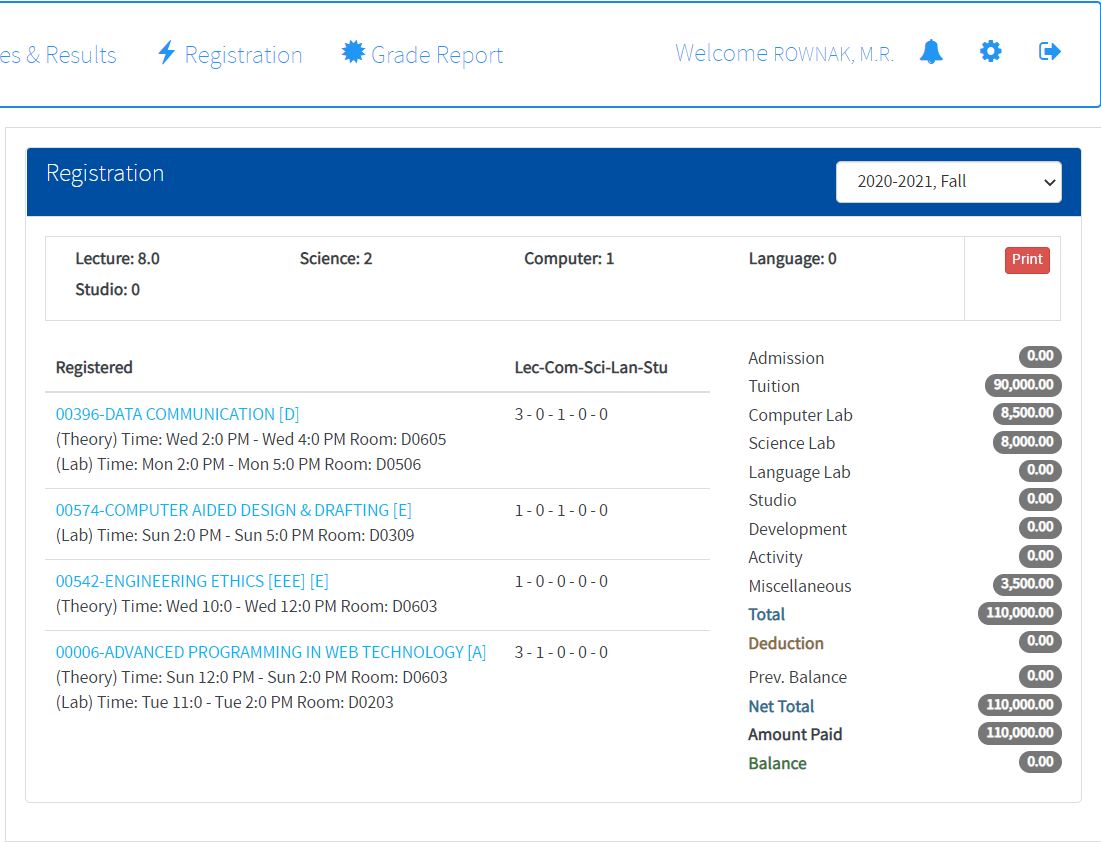 es & Results Registration Grade Report Welcome ROWNAK, M.R.
Registration
2020-2021, Fall
Lecture: 8.0 Science: 2 Computer: 1 Language: 0
Studio: 0
Print
Registered Lec-Com-Sci-Lan-Stu
00396-DATA COMMUNICATION [D] 3 - 0 - 1 - 0 - 0
(Theory) Time: Wed 2:0 PM - Wed 4:0 PM Room: D0605
(Lab) Time: Mon 2:0 PM - Mon 5:0 PM Room: D0506
00574-COMPUTER AIDED DESIGN & DRAFTING [E] 1 - 0 - 1 - 0 - 0
(Lab) Time: Sun 2:0 PM - Sun 5:0 PM Room: D0309
00542-ENGINEERING ETHICS [EEE] [E] 1 - 0 - 0 - 0 - 0
(Theory) Time: Wed 10:0 - Wed 12:0 PM Room: D0603
00006-ADVANCED PROGRAMMING IN WEB TECHNOLOGY [A] 3 - 1 - 0 - 0 - 0
(Theory) Time: Sun 12:0 PM - Sun 2:0 PM Room: D0603
(Lab) Time: Tue 11:0 - Tue 2:0 PM Room: D0203
Admission 0.00
Tuition 90,000.00
Computer Lab 8,500.00
Science Lab 8,000.00
Language Lab 0.00
Studio 0.00
Development 0.00
Activity 0.00
Miscellaneous 3,500.00
Total 110,000.00
Deduction 0.00
Prev. Balance 0.00
Net Total 110,000.00
Amount Paid 110,000.00
Balance 0.00